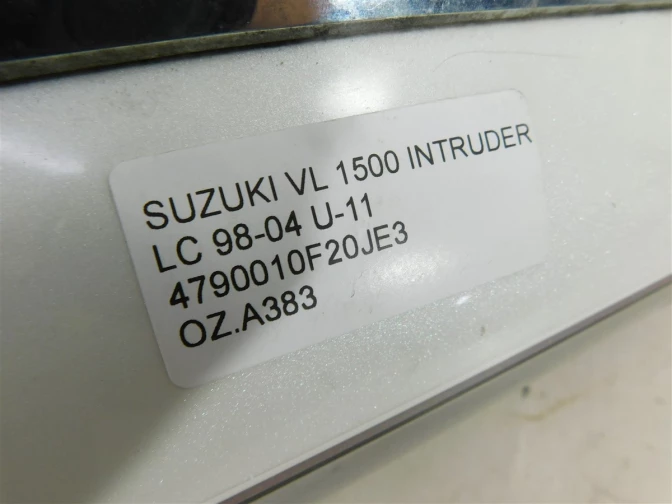 SUZUKI VL 1500 INTRUDER
LC 98-04 U-11
4790010F20JE3
OZ.A383